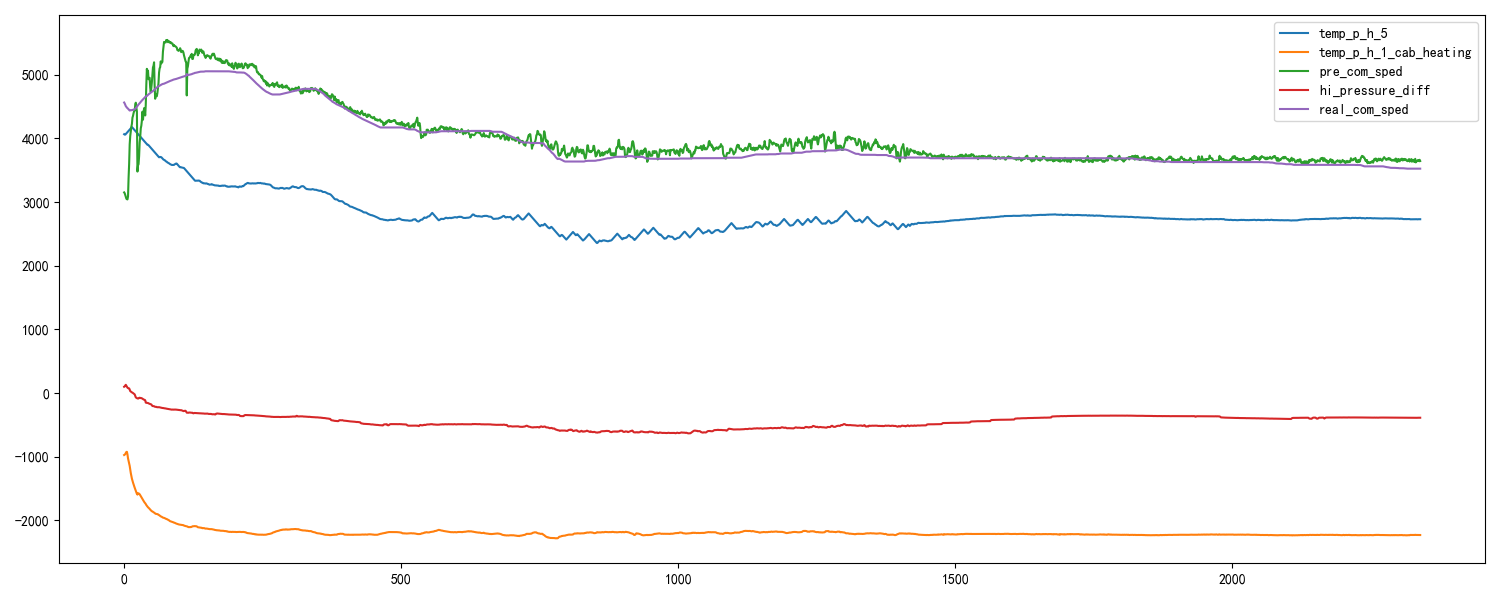 temp_p_h_5
temp_p_h_1_cab_heating
pre_com_sped
hi_pressure_diff
real_com_sped
5000
4000
3000
2000
1000
0
−1000
−2000
0 500 1000 1500 2000